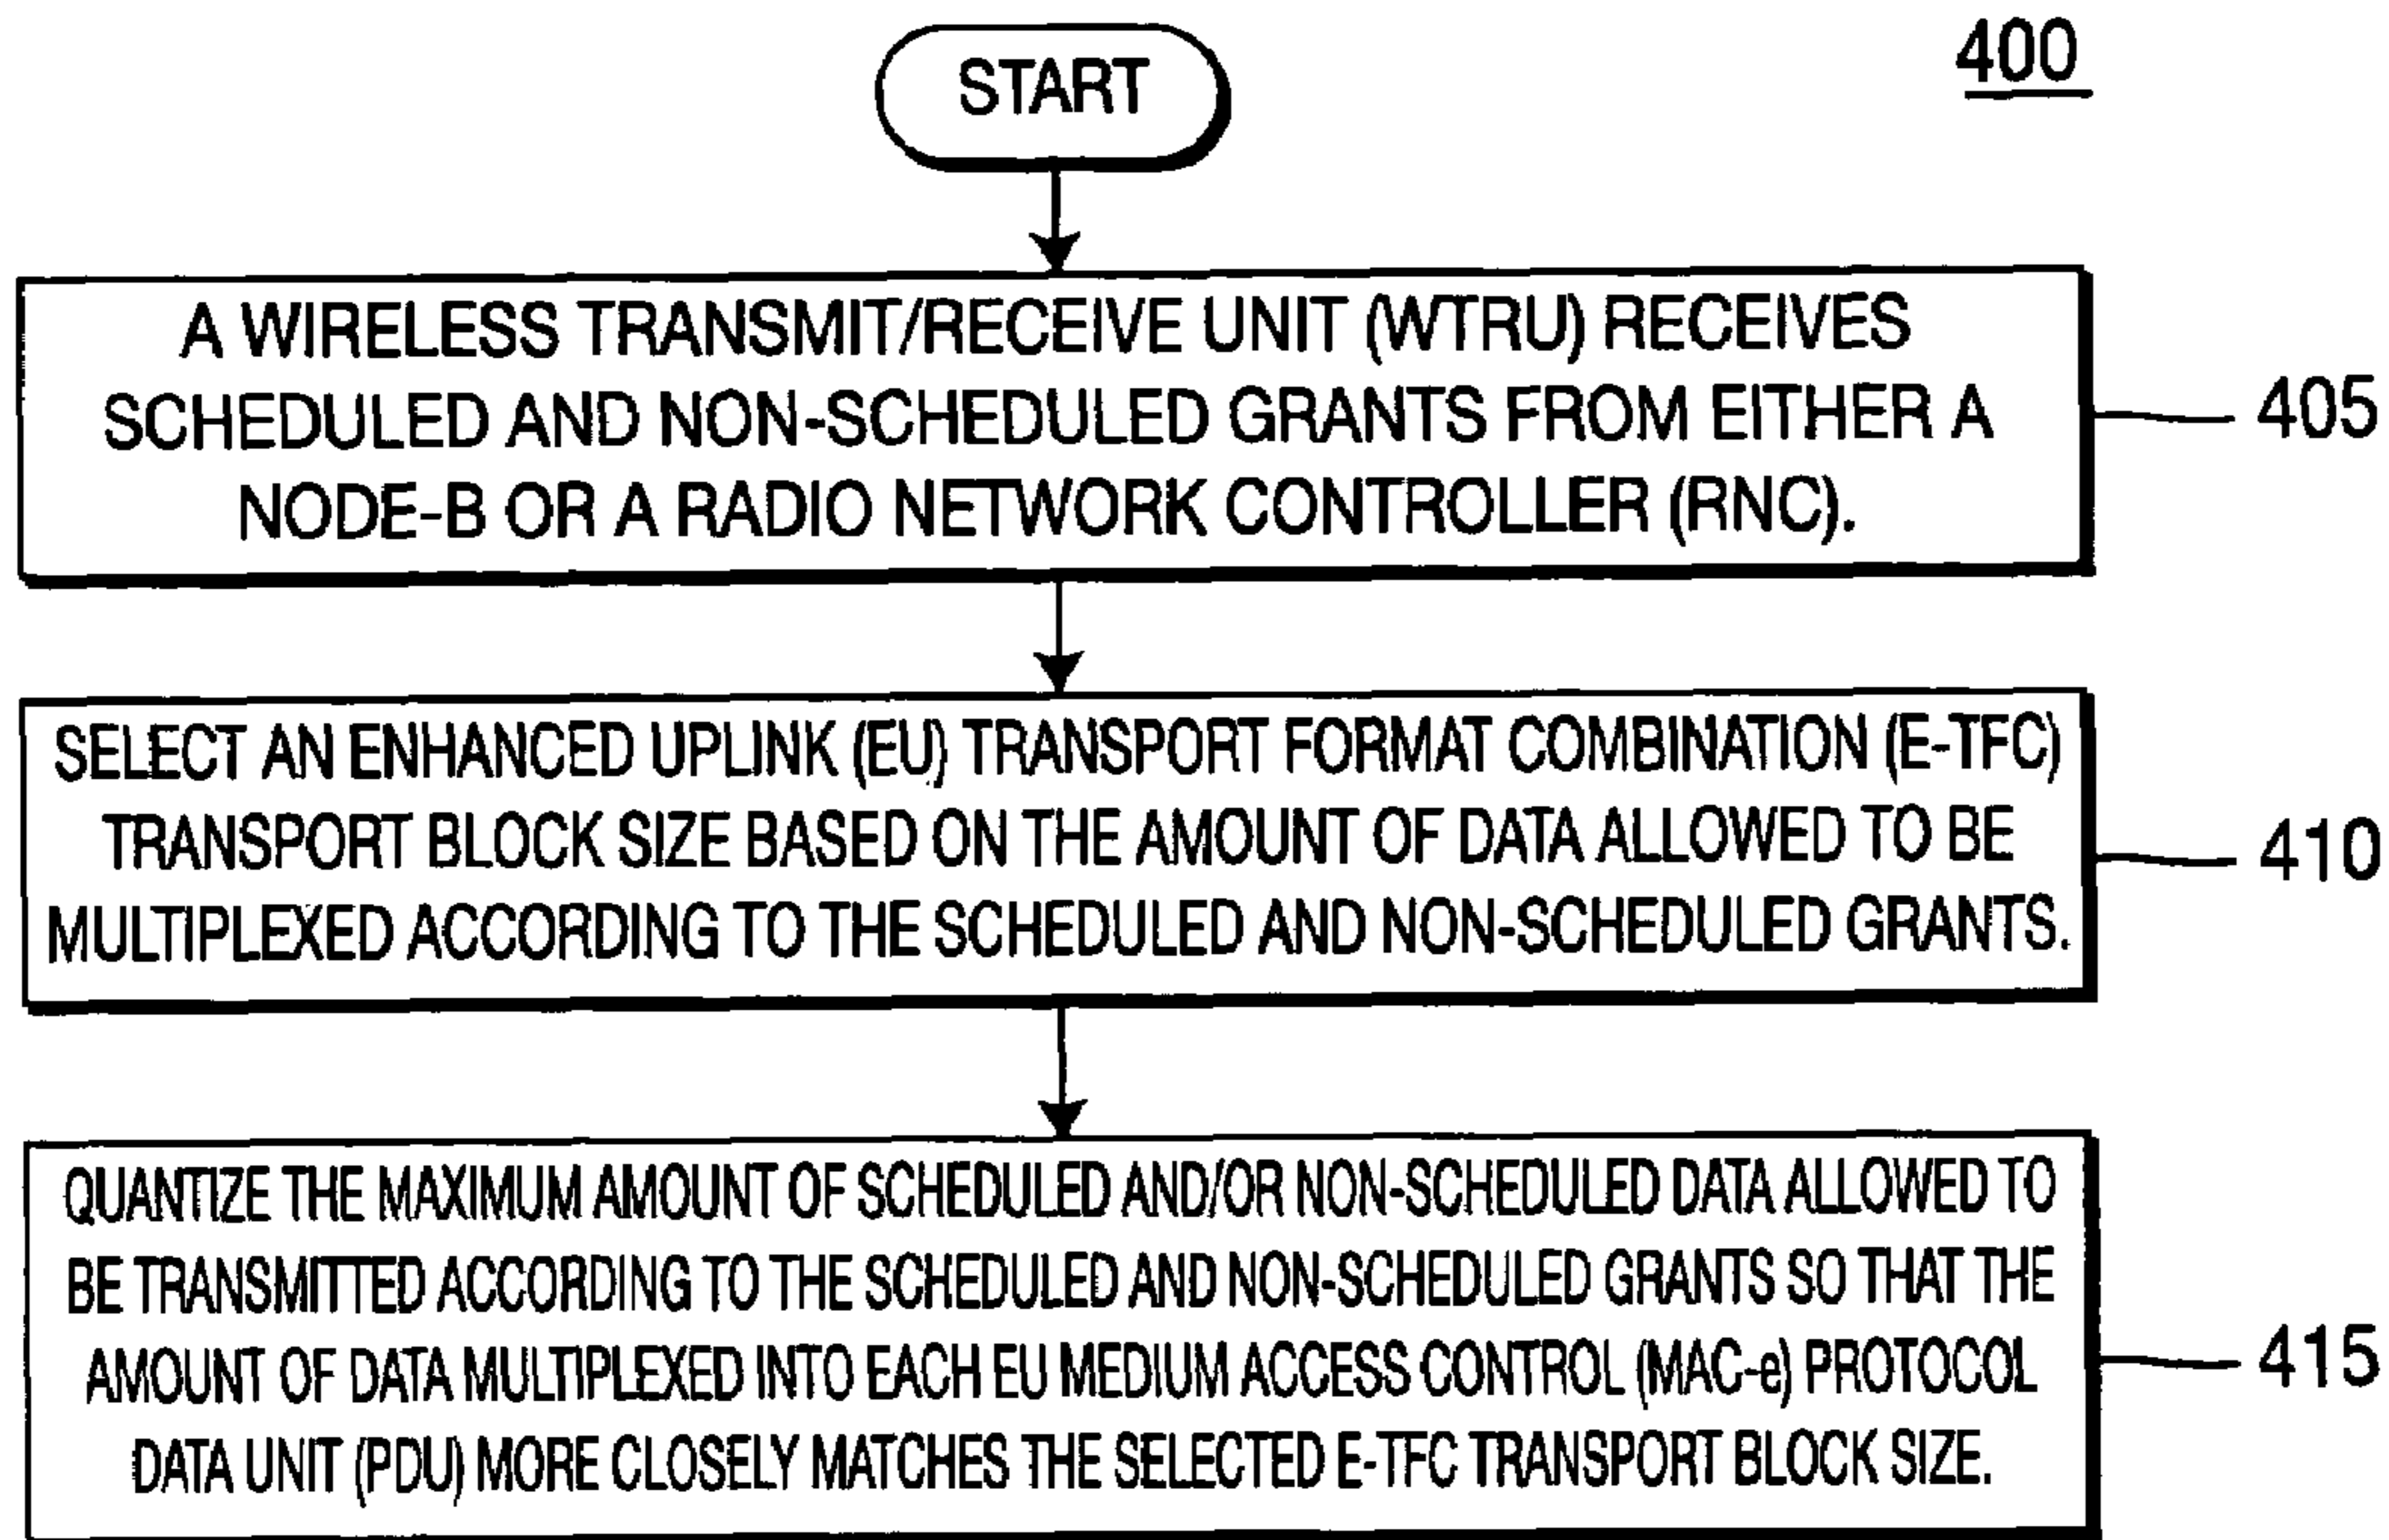 400
START
A WIRELESS TRANSMIT/RECEIVE UNIT (WTRU) RECEIVES
SCHEDULED AND NON-SCHEDULED GRANTS FROM EITHER A
NODE-B OR A RADIO NETWORK CONTROLLER (RNC).
405
SELECT AN ENHANCED UPLINK (EU) TRANSPORT FORMAT COMBINATION (E-TFC)
TRANSPORT BLOCK SIZE BASED ON THE AMOUNT OF DATA ALLOWED TO BE
MULTIPLEXED ACCORDING TO THE SCHEDULED AND NON-SCHEDULED GRANTS.
410
QUANTIZE THE MAXIMUM AMOUNT OF SCHEDULED AND/OR NON-SCHEDULED DATA ALLOWED TO
BE TRANSMITTED ACCORDING TO THE SCHEDULED AND NON-SCHEDULED GRANTS SO THAT THE
AMOUNT OF DATA MULTIPLEXED INTO EACH EU MEDIUM ACCESS CONTROL (MAC-e) PROTOCOL
DATA UNIT (PDU) MORE CLOSELY MATCHES THE SELECTED E-TFC TRANSPORT BLOCK SIZE.
415